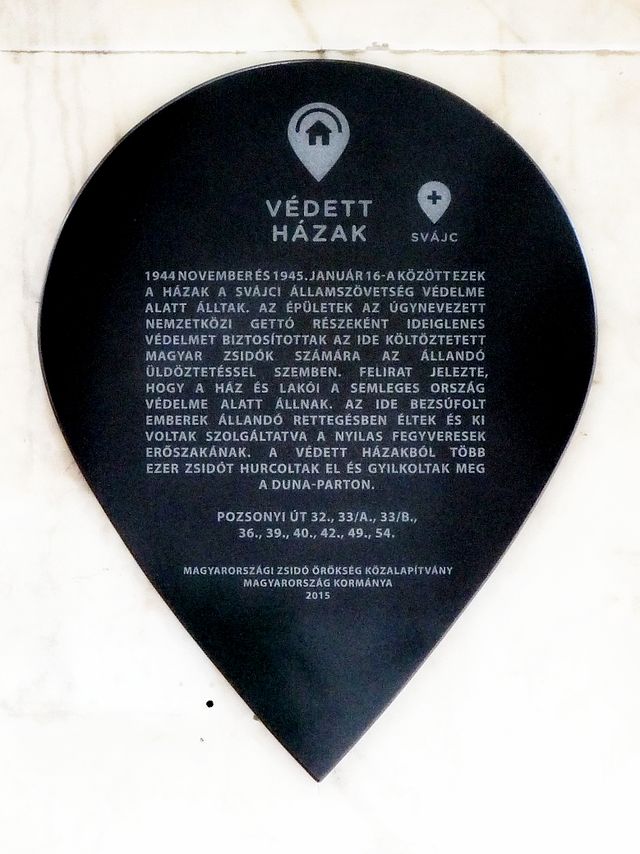 VÉDETT
HÁZAK
SVÁJC
1944 NOVEMBER ÉS 1945. JANUÁR 16-A KÖZÖTT EZEK
A HÁZAK A SVÁJCI ÁLLAMSZÖVETSÉG VÉDELME
ALATT ÁLLTAK. AZ ÉPÜLETEK AZ ÚGYNEVEZETT
NEMZETKÖZI GETTÓ RÉSZEKÉNT IDEIGLENES
VÉDELMET BIZTOSÍTOTTAK AZ IDE KÖLTÖZTETETT
MAGYAR ZSIDÓK SZÁMÁRA AZ ÁLLANDÓ
ÜLDÖZTETÉSSEL SZEMBEN. FELIRAT JELEZTE,
HOGY A HÁZ ÉS LAKÓI A SEMLEGES ORSZÁG
VÉDELME ALATT ÁLLNAK. AZ IDE BEZSÚFOLT
EMBEREK ÁLLANDÓ RETTEGÉSBEN ÉLTEK ÉS KI
VOLTAK SZOLGÁLTATVA A NYILAS FEGYVERESEK
ERŐSZAKÁNAK. A VÉDETT HÁZAKBÓL TÖBB
EZER ZSIDÓT HURCOLTAK EL ÉS GYILKOLTAK MEG
A DUNA-PARTON.
POZSONYI ÚT 32., 33/A., 33/B.,
36., 39., 40., 42., 49., 54.
MAGYARORSZÁGI ZSIDÓ ÖRÖKSÉG KÖZALAPÍTVÁNY
MAGYARORSZÁG KORMÁNYA
2015